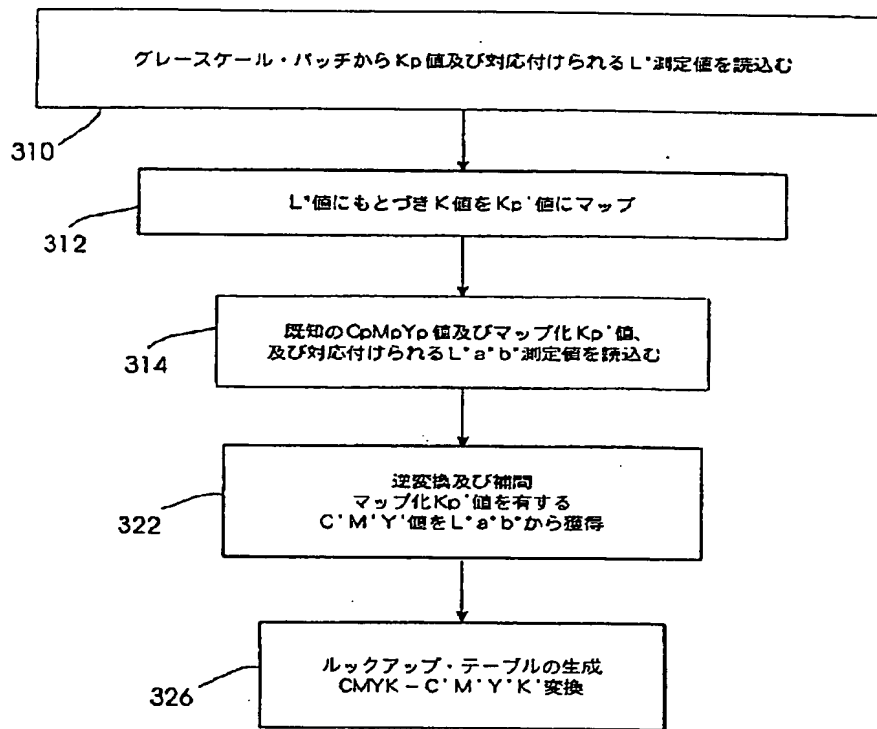 グレースケール・パッチからKp値及び対応付けられるL*測定値を読込む
310
L*値にもとづきK値をKp'値にマップ
312
既知のCpMpYp値及びマップ化Kp'値、
及び対応付けられるL*a*b*測定値を読込む
314
逆変換及び補間
マップ化Kp'値を有する
C'M'Y'値をL*a*b*から獲得
322
ルックアップ・テーブルの生成
CMYK－C'M'Y'K'変換
326